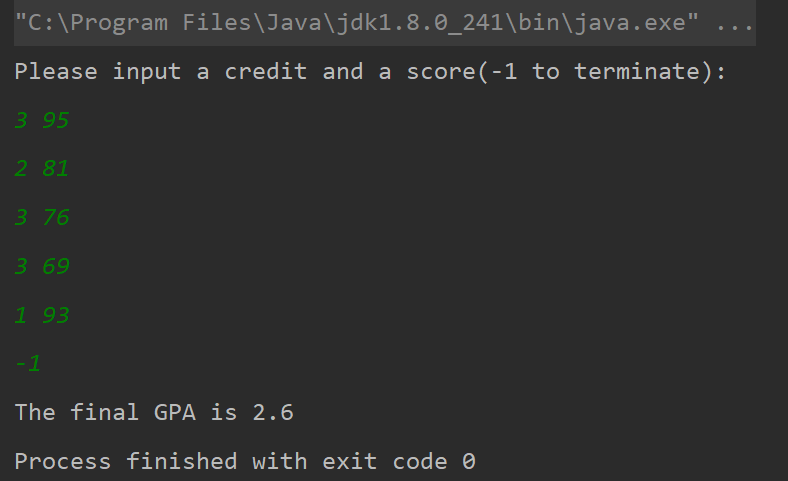 "C:\Program Files\Java\jdk1.8.0_241\bin\java.exe" ...
Please input a credit and a score(-1 to terminate):
3 95
2 81
3 76
3 69
1 93
-1
The final GPA is 2.6
Process finished with exit code 0